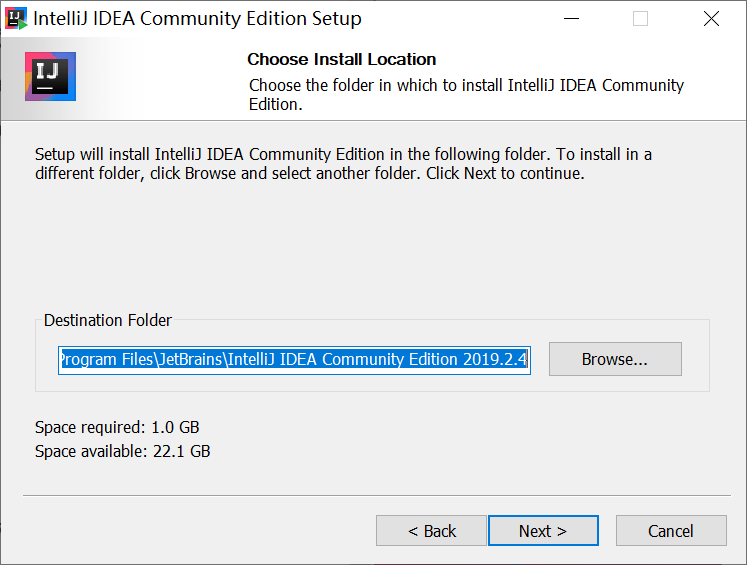 IntelliJ IDEA Community Edition Setup
IJ
Choose Install Location
Choose the folder in which to install IntelliJ IDEA Community
Edition.
Setup will install IntelliJ IDEA Community Edition in the following folder. To install in a
different folder, click Browse and select another folder. Click Next to continue.
Destination Folder
Program Files\JetBrains\IntelliJ IDEA Community Edition 2019.2.4
Browse...
Space required: 1.0 GB
Space available: 22.1 GB
< Back
Next >
Cancel